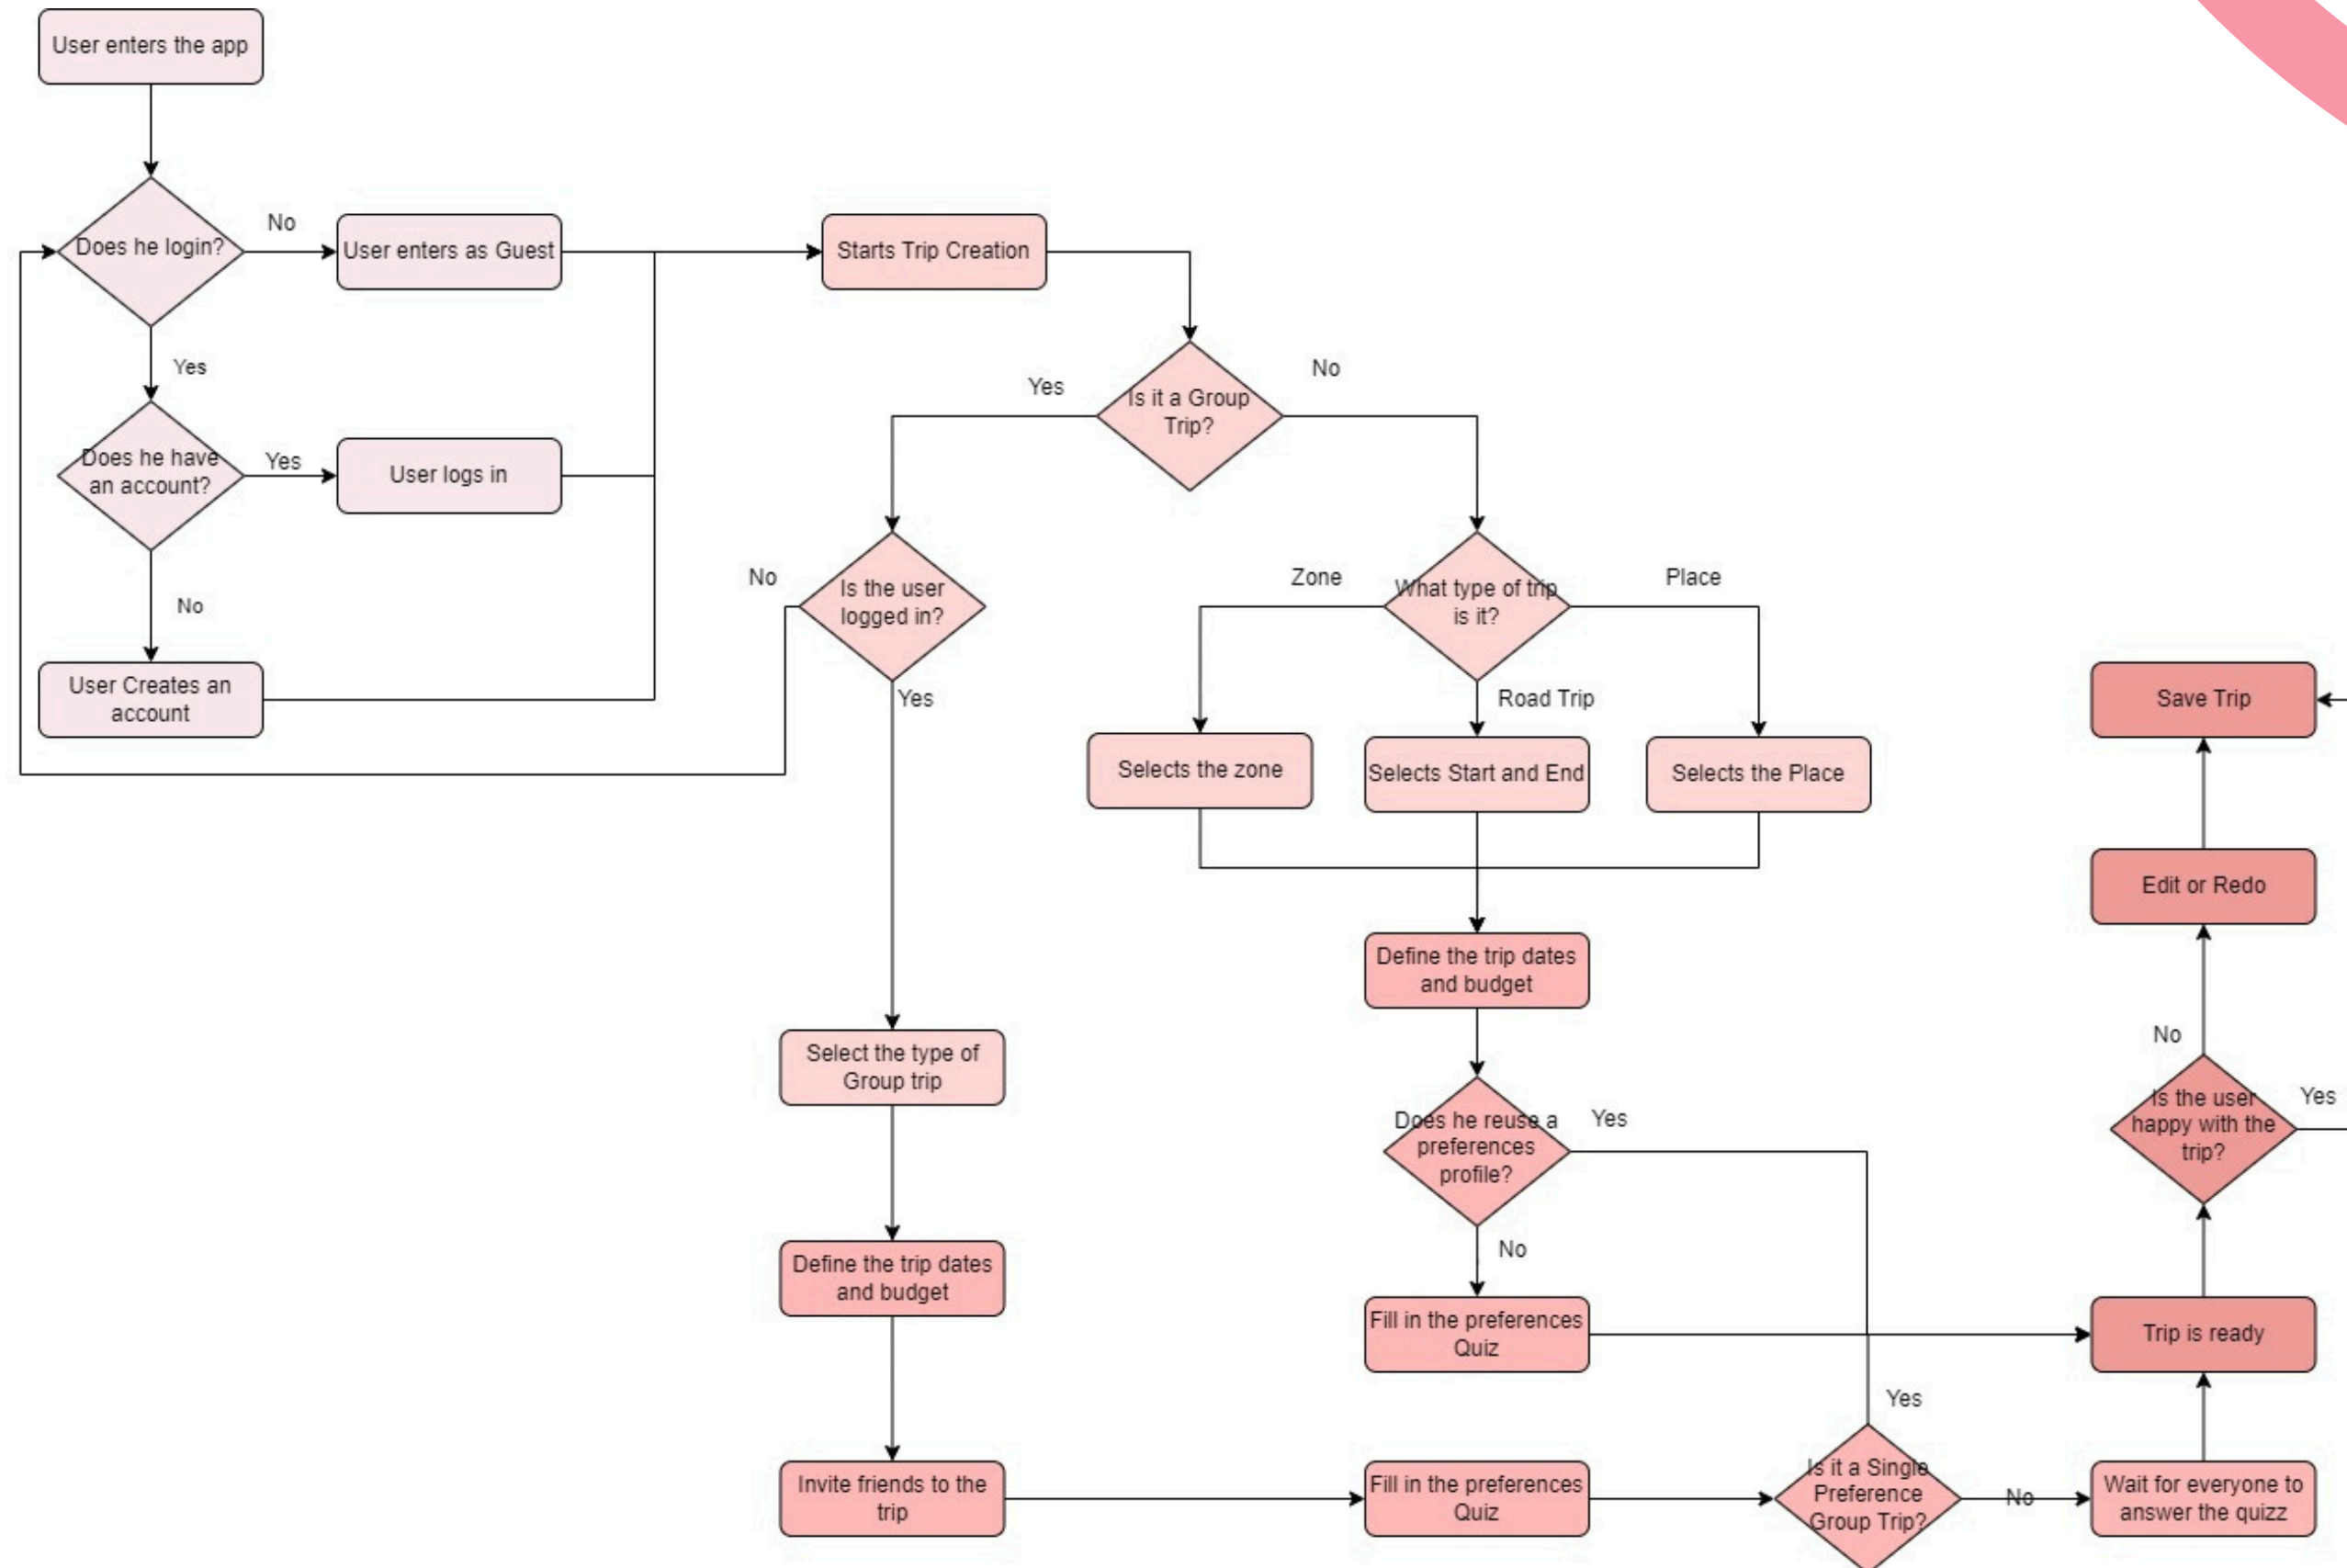 User enters the app
Does he login?
No
User enters as Guest
Starts Trip Creation
Yes
Does he have
an account?
Yes
User logs in
No
User Creates an
account
Is it a Group
Trip?
Yes
No
Is the user
logged in?
No
Yes
What type of trip
is it?
Zone
Road Trip
Place
Selects the zone
Selects Start and End
Selects the Place
Define the trip dates
and budget
Does he reuse a
preferences
profile?
Yes
No
Fill in the preferences
Quiz
Select the type of
Group trip
Define the trip dates
and budget
Invite friends to the
trip
Fill in the preferences
Quiz
Is it a Single
Preference
Group Trip?
Yes
No
Wait for everyone to
answer the quizz
Trip is ready
Is the user
happy with the
trip?
Yes
No
Edit or Redo
Save Trip